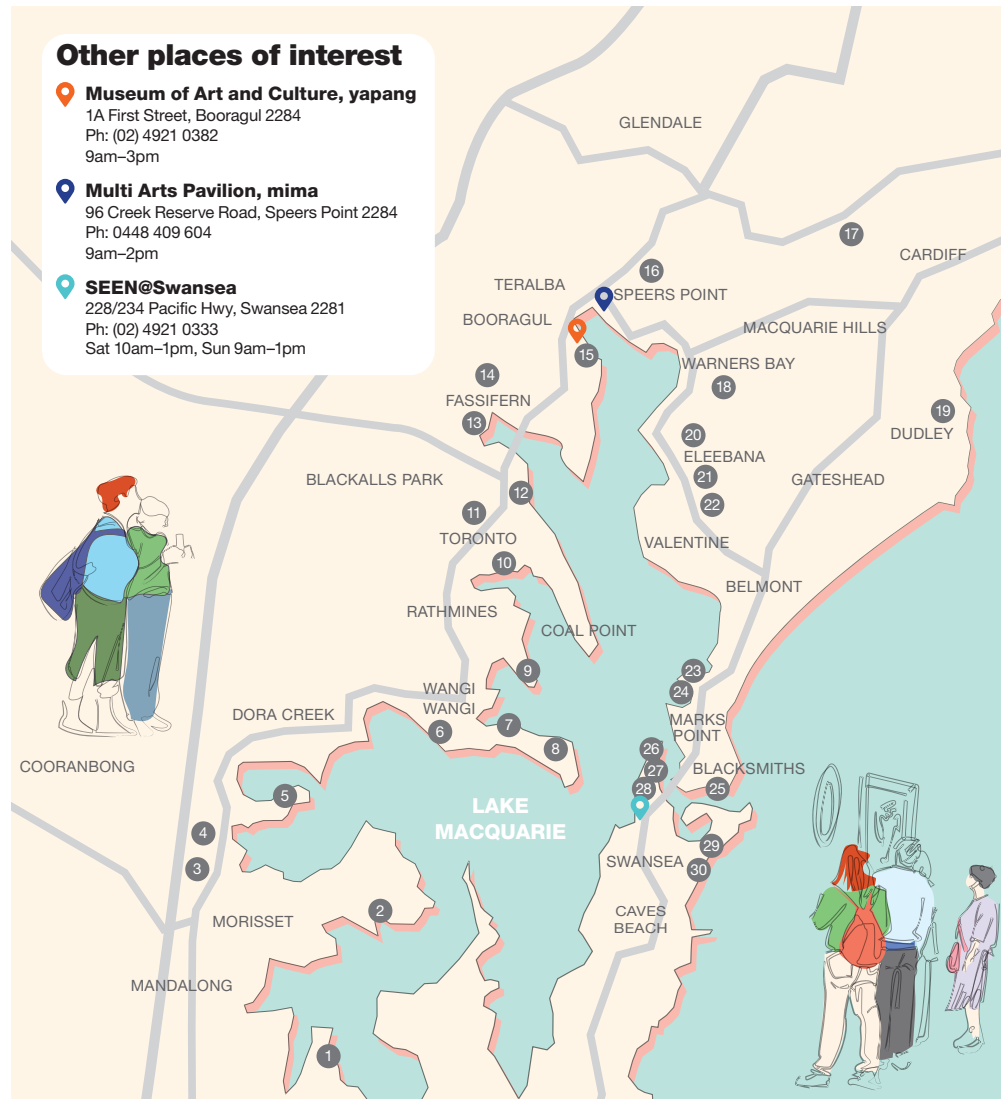 Other places of interest
Museum of Art and Culture, yapang
1A First Street, Booragul 2284
Ph: (02) 4921 0382
9am–3pm
Multi Arts Pavilion, mima
96 Creek Reserve Road, Speers Point 2284
Ph: 0448 409 604
9am–2pm
SEEN@Swansea
228/234 Pacific Hwy, Swansea 2281
Ph: (02) 4921 0333
Sat 10am–1pm, Sun 9am–1pm
GLENDALE
17
CARDIFF
16
TERALBA
SPEERS POINT
BOORAGUL
MACQUARIE HILLS
15
WARNERS BAY
14
18
FASSIFERN
19
13
DUDLEY
20
ELEEBANA
BLACKALLS PARK
21
GATESHEAD
12
22
11
TORONTO
VALENTINE
10
BELMONT
RATHMINES
COAL POINT
9
23
WANGI
WANGI
24
DORA CREEK
7
MARKS
POINT
6
8
26
COORANBONG
27
BLACKSMITHS
28
25
5
LAKE
MACQUARIE
4
29
SWANSEA
3
30
2
MORISSET
CAVES
BEACH
MANDALONG
1